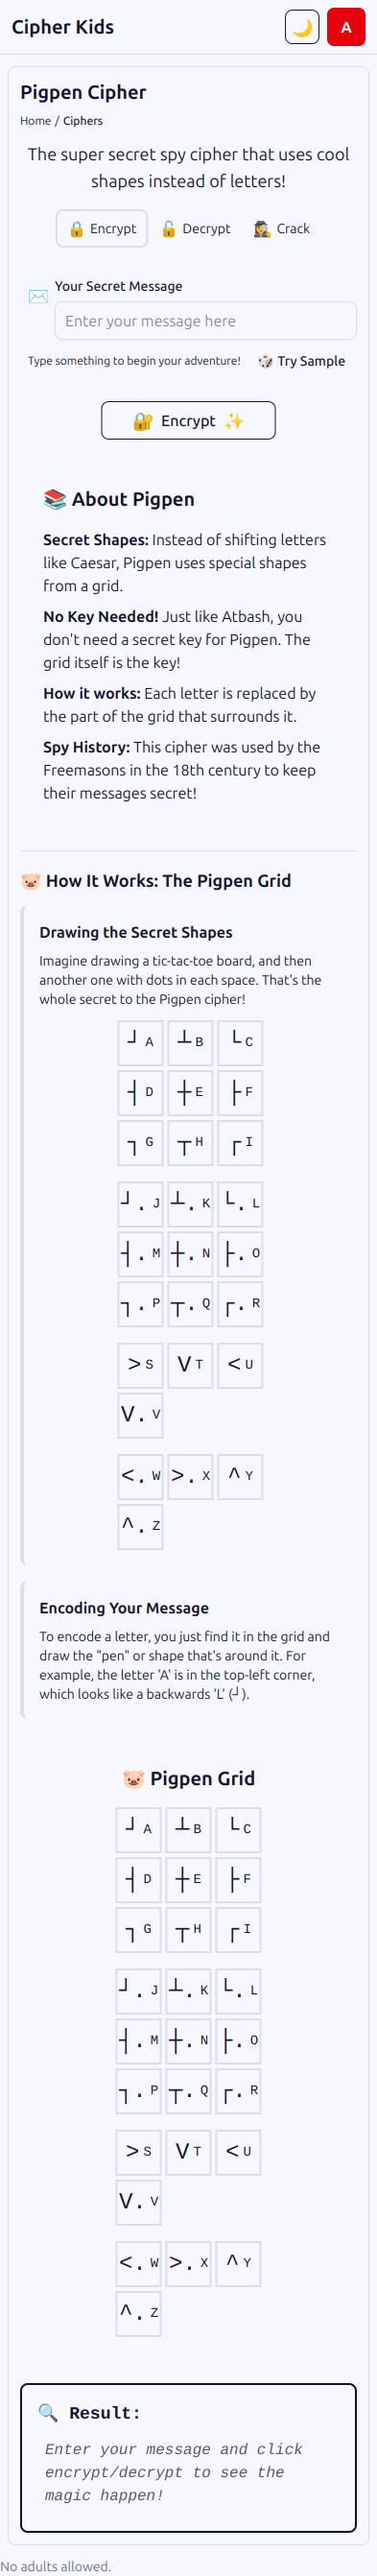 Cipher Kids
🌙
A
Pigpen Cipher
Home / Ciphers
The super secret spy cipher that uses cool
shapes instead of letters!
🔒 Encrypt 🔓 Decrypt 🕵️ Crack
✉️ Your Secret Message
Enter your message here
Type something to begin your adventure! 🎲 Try Sample
🔐 Encrypt ✨
📚 About Pigpen
Secret Shapes: Instead of shifting letters
like Caesar, Pigpen uses special shapes
from a grid.
No Key Needed! Just like Atbash, you
don't need a secret key for Pigpen. The
grid itself is the key!
How it works: Each letter is replaced by
the part of the grid that surrounds it.
Spy History: This cipher was used by the
Freemasons in the 18th century to keep
their messages secret!
🐷 How It Works: The Pigpen Grid
Drawing the Secret Shapes
Imagine drawing a tic-tac-toe board, and then
another one with dots in each space. That's the
whole secret to the Pigpen cipher!
┘ A ┴ B └ C
┤ D ┼ E ├ F
┐ G ┬ H ┌ I
┘. J ┴. K └. L
┤. M ┼. N ├. O
┐. P ┬. Q ┌. R
> S V T < U
V. V
<. W >. X ^ Y
^. Z
Encoding Your Message
To encode a letter, you just find it in the grid and
draw the "pen" or shape that's around it. For
example, the letter 'A' is in the top-left corner,
which looks like a backwards 'L' (┘).
🐷 Pigpen Grid
┘ A ┴ B └ C
┤ D ┼ E ├ F
┐ G ┬ H ┌ I
┘. J ┴. K └. L
┤. M ┼. N ├. O
┐. P ┬. Q ┌. R
> S V T < U
V. V
<. W >. X ^ Y
^. Z
🔍 Result:
Enter your message and click
encrypt/decrypt to see the
magic happen!
No adults allowed.